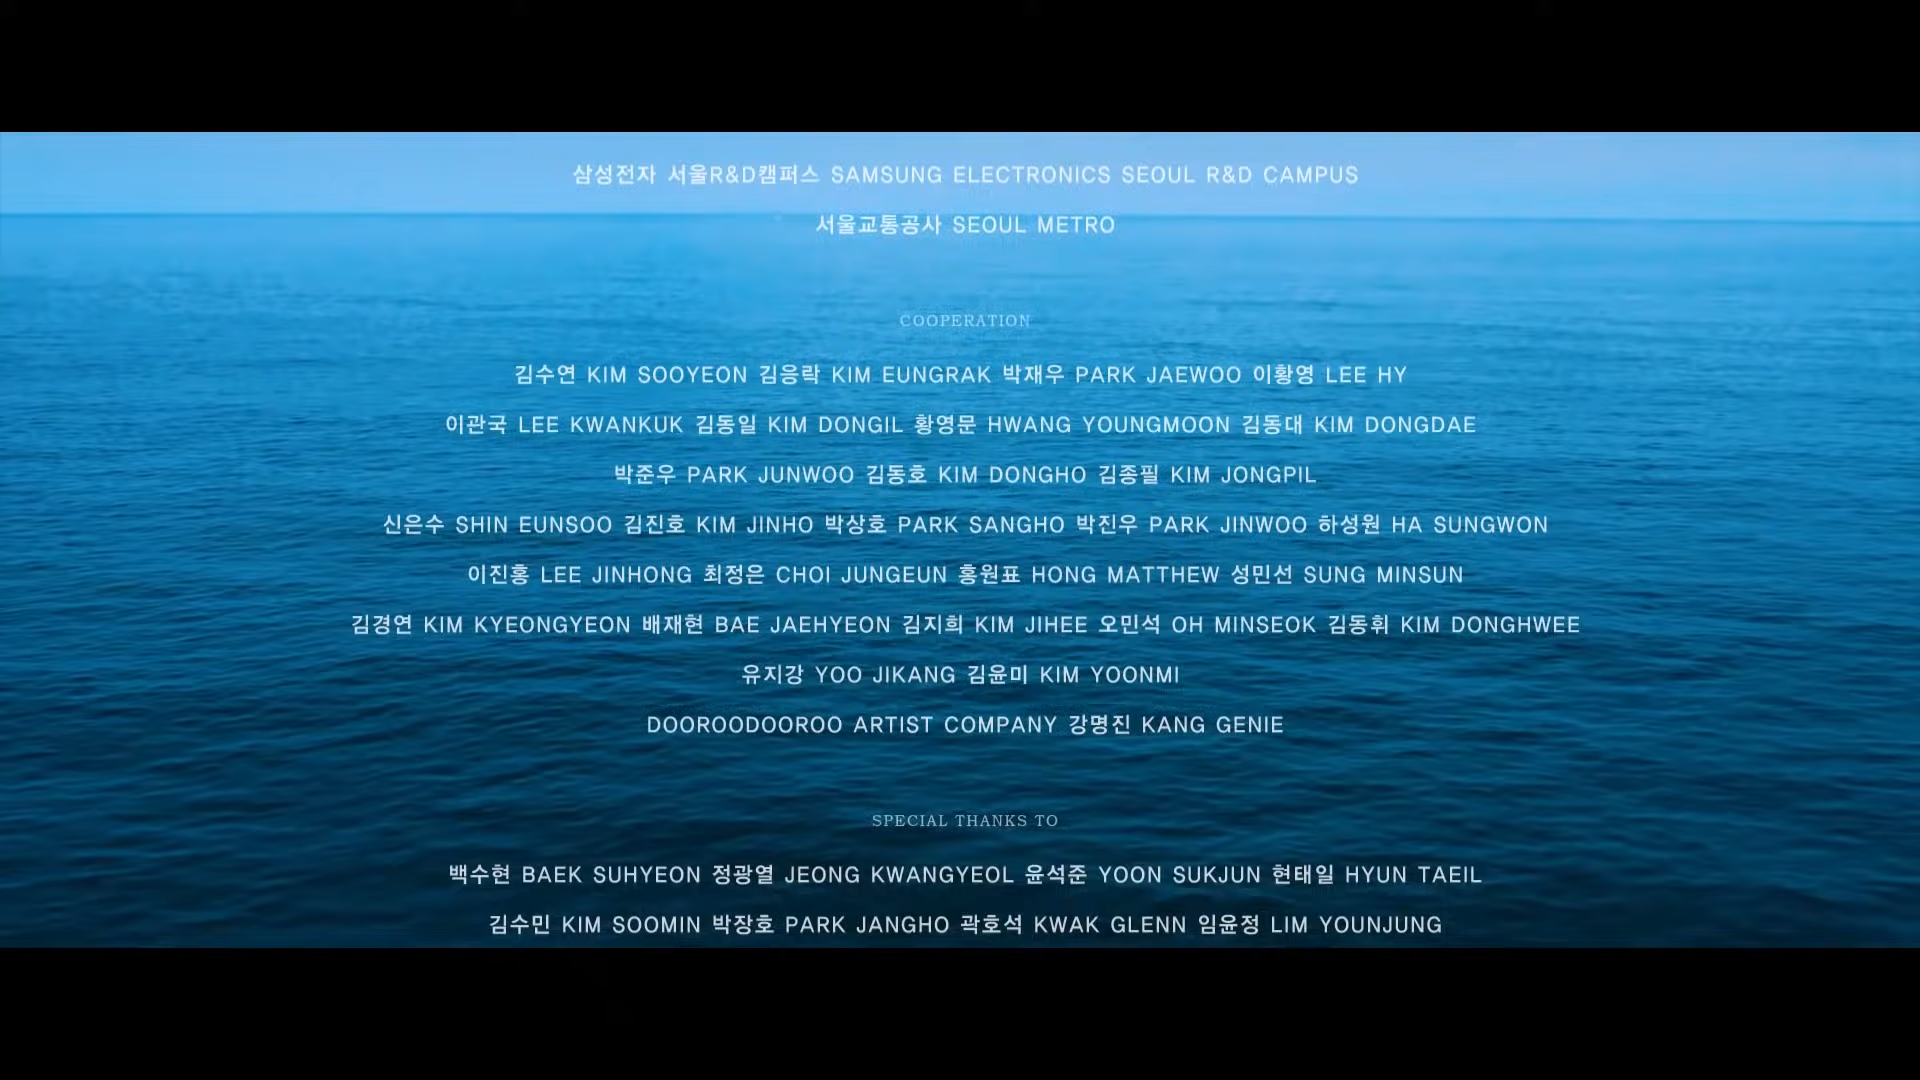 삼성전자 서울R&D캠퍼스 SAMSUNG ELECTRONICS SEOUL R&D CAMPUS
서울교통공사 SEOUL METRO
COOPERATION
김수연 KIM SOOYEON 김응락 KIM EUNGRAK 박재우 PARK JAEWOO 이황영 LEE HY
이관국 LEE KWANKUK 김동일 KIM DONGIL 황영문 HWANG YOUNGMOON 김동대 KIM DONGDAE
박준우 PARK JUNWOO 김동호 KIM DONGHO 김종필 KIM JONGPIL
신은수 SHIN EUNSOO 김진호 KIM JINHO 박상호 PARK SANGHO 박진우 PARK JINWOO 하성원 HA SUNGWON
이진홍 LEE JINHONG 최정은 CHOI JUNGEUN 홍원표 HONG MATTHEW 성민선 SUNG MINSUN
김경연 KIM KYEONGYEON 배재현 BAE JAEHYEON 김지희 KIM JIHEE 오민석 OH MINSEOK 김동휘 KIM DONGHWEE
유지강 YOO JIKANG 김윤미 KIM YOONMI
DOOROODOOROO ARTIST COMPANY 강명진 KANG GENIE
SPECIAL THANKS TO
백수현 BAEK SUHYEON 정광열 JEONG KWANGYEOL 윤석준 YOON SUKJUN 현태일 HYUN TAEIL
김수민 KIM SOOMIN 박장호 PARK JANGHO 곽호석 KWAK GLENN 임윤정 LIM YOUNJUNG